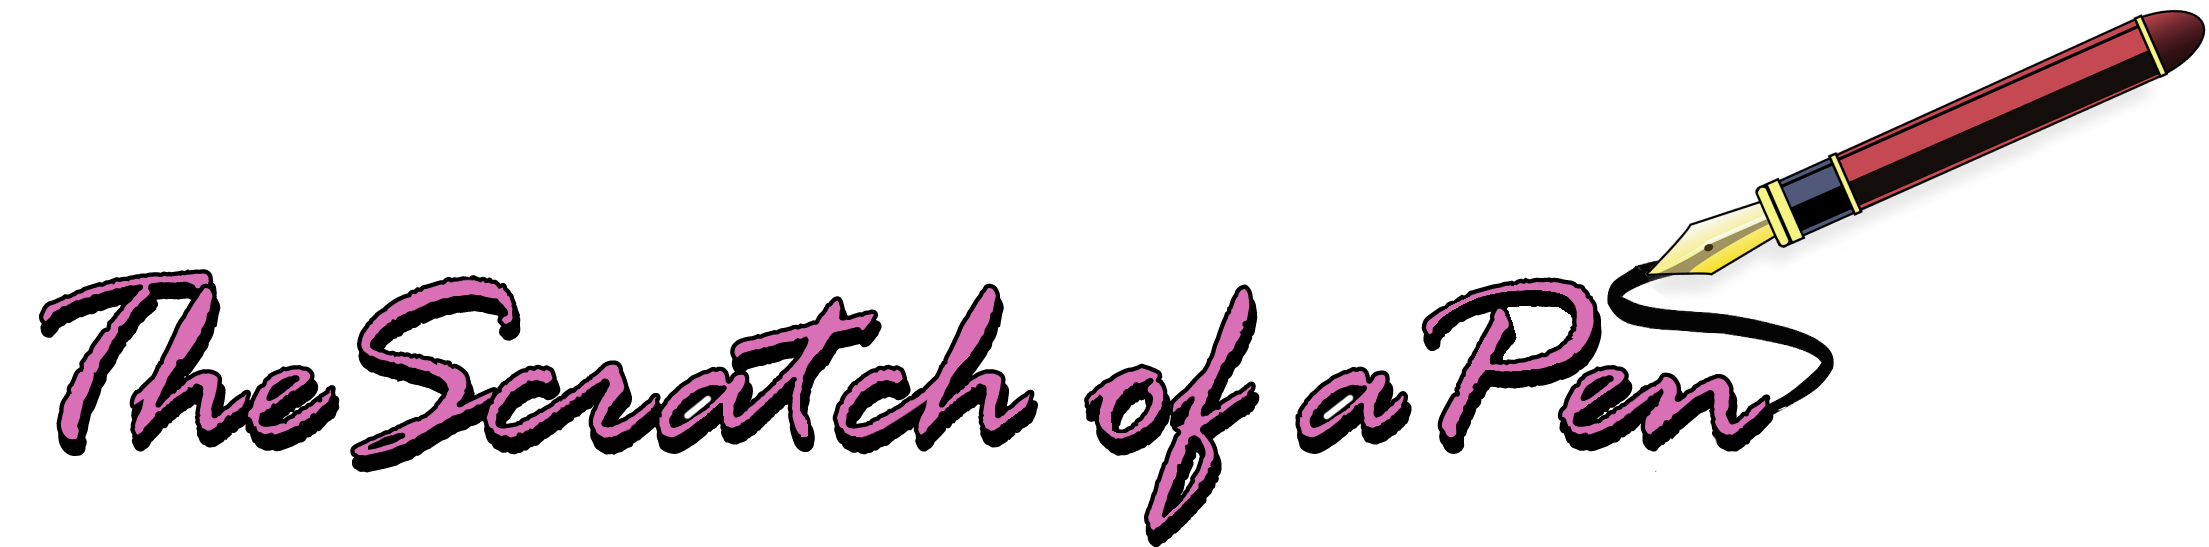 The Scratch of a Pen